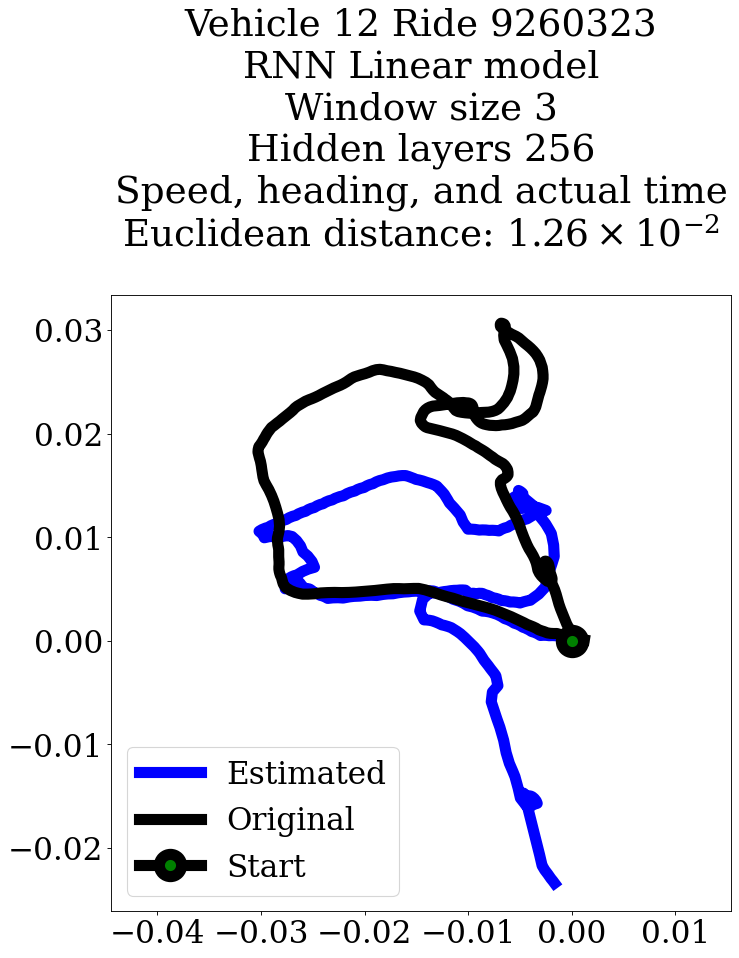 Vehicle 12 Ride 9260323
RNN Linear model
Window size 3
Hidden layers 256
Speed, heading, and actual time
Euclidean distance: 1.26 × 10⁻²
0.03
0.02
0.01
0.00
−0.01
−0.02
Estimated
Original
Start
−0.04 −0.03 −0.02 −0.01 0.00 0.01